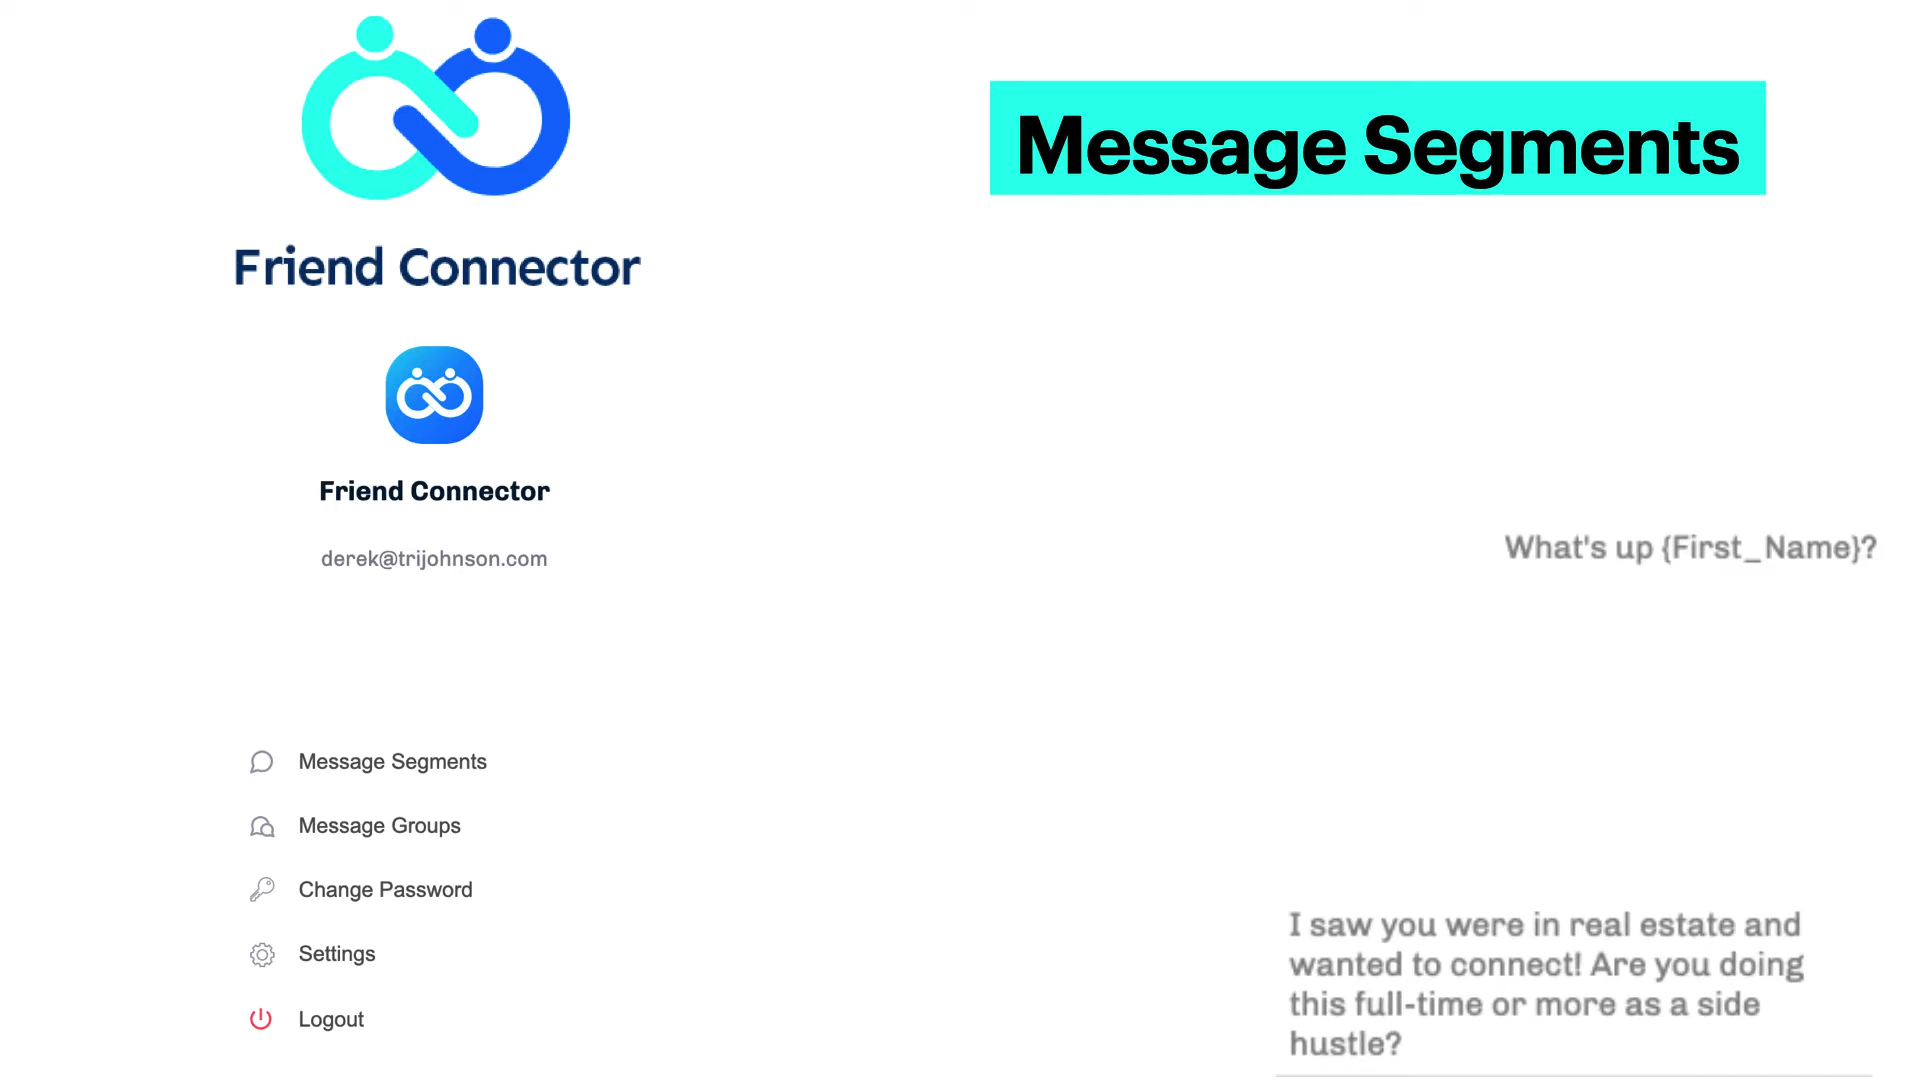 Friend Connector
Friend Connector
derek@trijohnson.com
Message Segments
Message Groups
Change Password
Settings
Logout
Message Segments
What's up {First_Name}?
I saw you were in real estate and
wanted to connect! Are you doing
this full-time or more as a side
hustle?